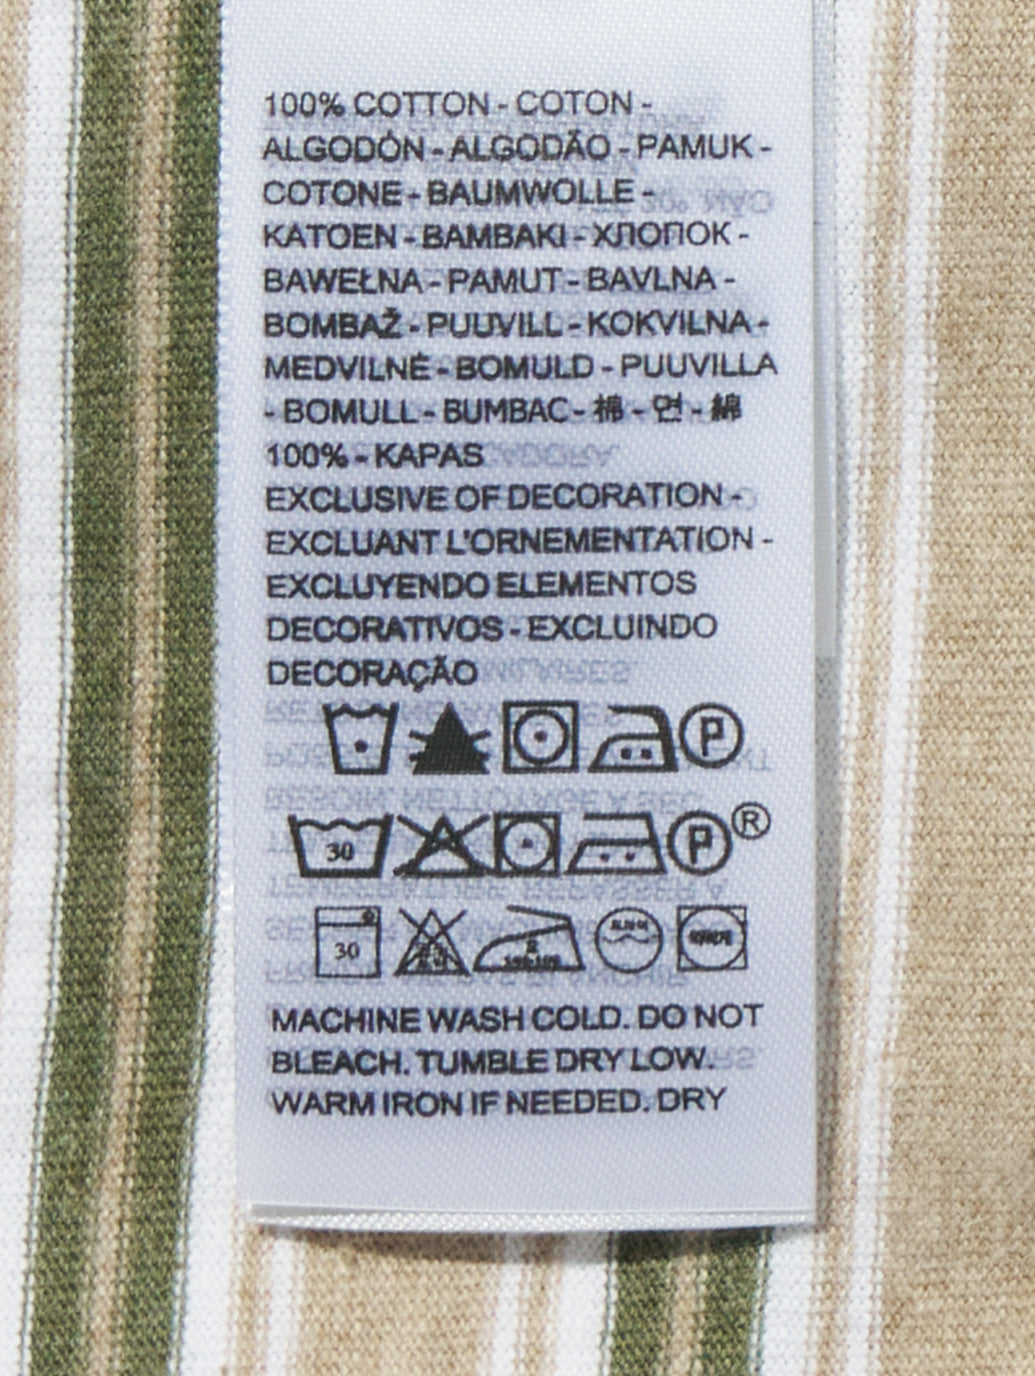 100% COTTON - COTON -
ALGODÓN - ALGODÃO - PAMUK -
COTONE - BAUMWOLLE -
KATOEN - BAMBAKI - ХЛОПОК -
BAWEŁNA - PAMUT - BAVLNA -
BOMBAŽ - PUUVILL - KOKVILNA -
MEDVILNĖ - BOMULD - PUUVILLA
- BOMULL - BUMBAC - 棉 - 면 - 綿
100% - KAPAS
EXCLUSIVE OF DECORATION -
EXCLUANT L'ORNEMENTATION -
EXCLUYENDO ELEMENTOS
DECORATIVOS - EXCLUINDO
DECORAÇÃO
P
30 P ®
30
MACHINE WASH COLD. DO NOT
BLEACH. TUMBLE DRY LOW.
WARM IRON IF NEEDED. DRY